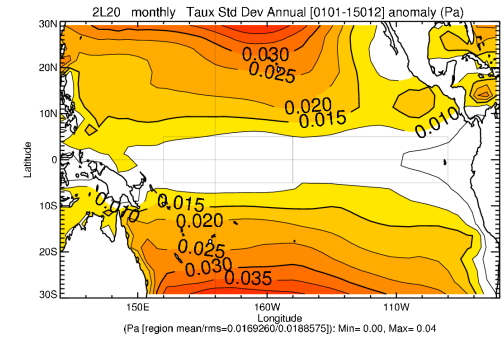 2L20 monthly Taux Std Dev Annual [0101-15012] anomaly (Pa)
30N
0.030
20N
0.025
0.020
10N
0.015
0.010
Latitude
0
0.010
0.015
10S
0.020
0.025
20S
0.030
0.035
30S
150E 160W 110W
Longitude
(Pa [region mean/rms=0.0169260/0.0188575]): Min= 0.00, Max= 0.04